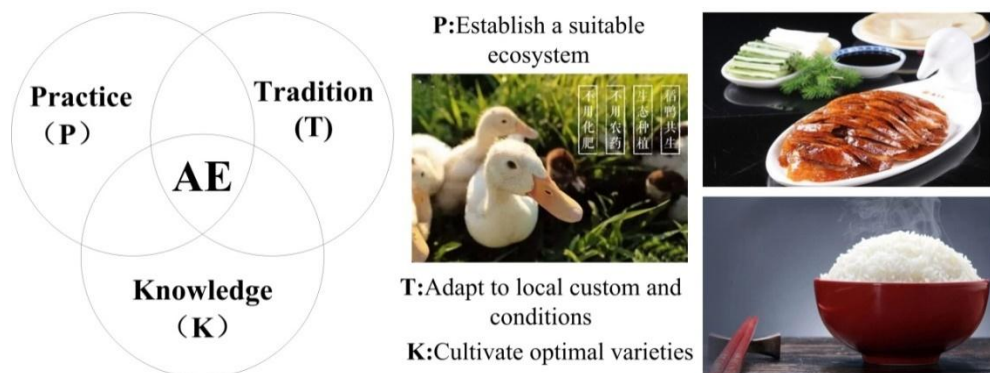 Practice
（P）
Tradition
(T)
AE
Knowledge
（K）
P:Establish a suitable
ecosystem
稻鸭共生
生态种植
不用农药
不用化肥
T:Adapt to local custom and
conditions
K:Cultivate optimal varieties